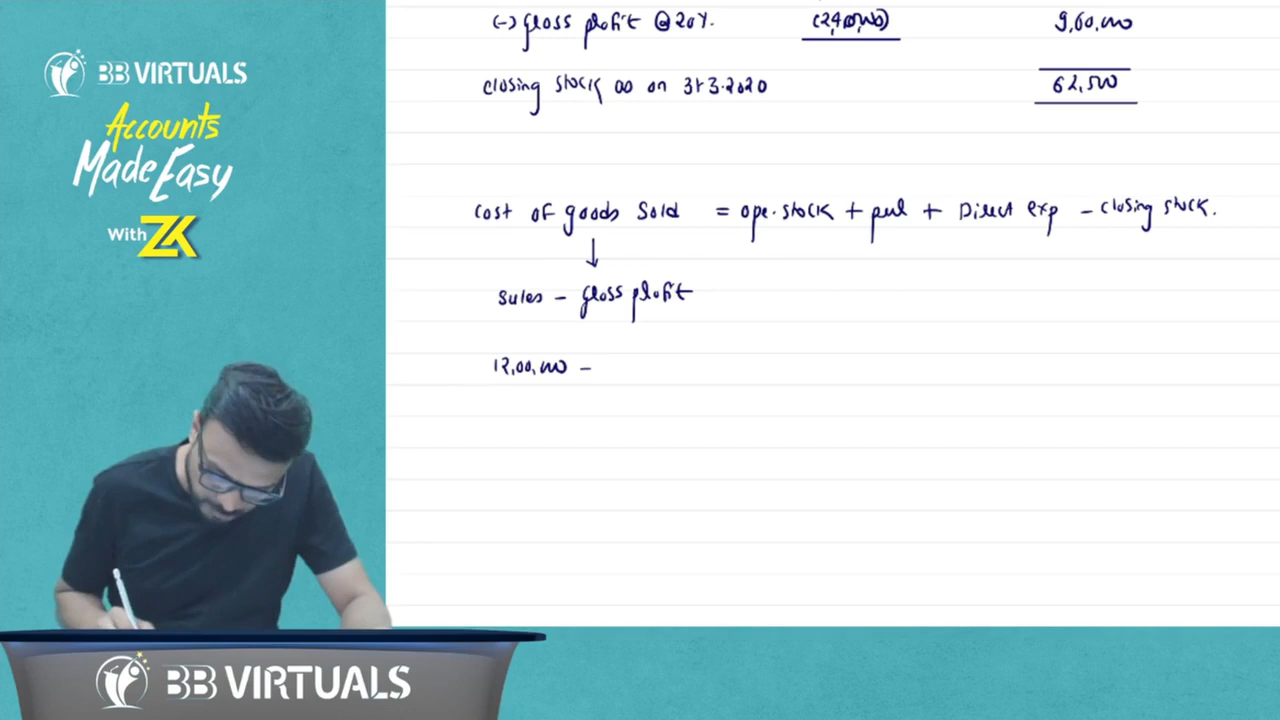 BB VIRTUALS
Accounts
Made Easy
With ZK
(-) Gross profit @ 20%. (2,40,000) 9,60,000
closing stock as on 31.3.2020 62,500
cost of goods sold = ope. stock + pur + Direct exp - closing stock.
↓
Sales - Gross profit
12,00,000 -
BB VIRTUALS